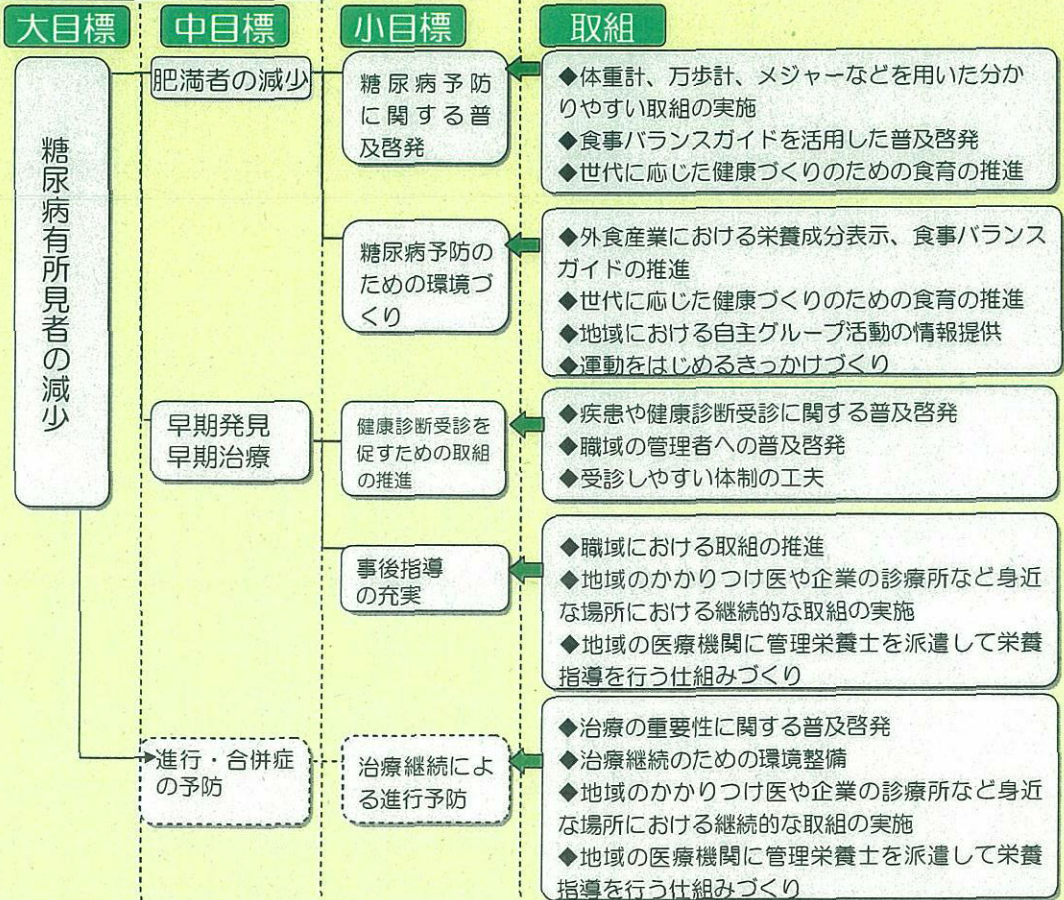 大目標
中目標
小目標
取組
糖尿病有所見者の減少
肥満者の減少
糖尿病予防
に関する普
及啓発
◆体重計、万歩計、メジャーなどを用いた分か
りやすい取組の実施
◆食事バランスガイドを活用した普及啓発
◆世代に応じた健康づくりのための食育の推進
糖尿病予防の
ための環境づ
くり
◆外食産業における栄養成分表示、食事バランス
ガイドの推進
◆世代に応じた健康づくりのための食育の推進
◆地域における自主グループ活動の情報提供
◆運動をはじめるきっかけづくり
早期発見
早期治療
健康診断受診を
促すための取組
の推進
◆疾患や健康診断受診に関する普及啓発
◆職域の管理者への普及啓発
◆受診しやすい体制の工夫
事後指導
の充実
◆職域における取組の推進
◆地域のかかりつけ医や企業の診療所など身近
な場所における継続的な取組の実施
◆地域の医療機関に管理栄養士を派遣して栄養
指導を行う仕組みづくり
進行・合併症
の予防
治療継続によ
る進行予防
◆治療の重要性に関する普及啓発
◆治療継続のための環境整備
◆地域のかかりつけ医や企業の診療所など身近
な場所における継続的な取組の実施
◆地域の医療機関に管理栄養士を派遣して栄養
指導を行う仕組みづくり